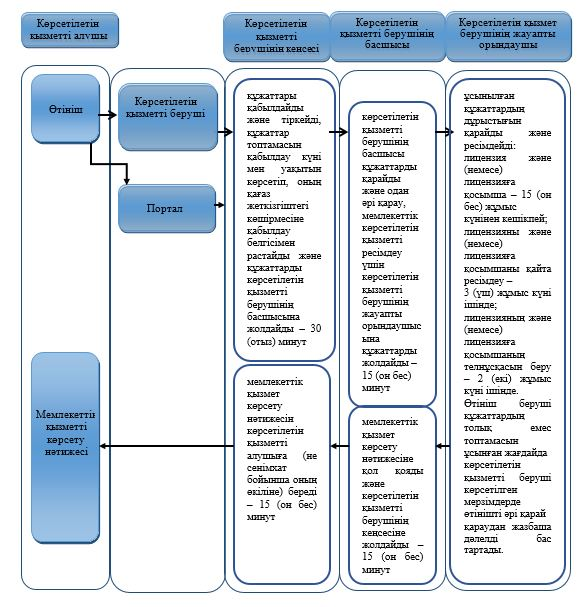 Көрсетілетін
қызметті алушы
Көрсетілетін
қызметті
берушінің кеңсесі
Көрсетілетін
қызметті берушінің
басшысы
Көрсетілетін қызмет
берушінің жауапты
орындаушы
Өтініш
Көрсетілетін
қызметті беруші
Портал
құжаттары
қабылдайды
және тіркейді,
құжаттар
топтамасын
қабылдау күні
мен уақытын
көрсетіп, оның
қағаз
жеткізгіштегі
көшірмесіне
қабылдау
белгісімен
растайды және
құжаттарды
көрсетілетін
қызметті
берушінің
басшысына
жолдайды – 30
(отыз) минут
көрсетілетін
қызметті
берушінің
басшысы
құжаттарды
қарайды
және одан
әрі қарау,
мемлекеттік
көрсетілетін
қызметті
ресімдеу
үшін
көрсетілетін
қызметті
берушінің
жауапты
орындаушыс
ына
құжаттарды
жолдайды –
15 (он бес)
минут
ұсынылған
құжаттардың
дұрыстығын
қарайды және
ресімдейді:
лицензия және
(немесе)
лицензияға
қосымша – 15 (он
бес) жұмыс
күнінен кешікпей;
лицензияны және
(немесе)
лицензияға
қосымшаны қайта
ресімдеу –
3 (үш) жұмыс күні
ішінде;
лицензияның және
(немесе)
лицензияға
қосымшаның
телнұсқасын беру
– 2 (екі) жұмыс
күні ішінде.
Өтініш беруші
құжаттардың
толық емес
топтамасын
ұсынған жағдайда
көрсетілетін
қызметті беруші
көрсетілген
мерзімдерде
өтінішті әрі қарай
қараудан жазбаша
дәлелді бас
тартады.
Мемлекеттік
қызметті
көрсету
нәтижесі
мемлекеттік
қызмет
көрсету
нәтижесін
көрсетілетін
қызметті
алушыға (не
сенімхат
бойынша оның
өкіліне) береді
– 15 (он бес)
минут
мемлекеттік
қызмет
көрсету
нәтижесіне
қол қояды
және
көрсетілетін
қызметті
берушінің
кеңсесіне
жолдайды –
15 (он бес)
минут